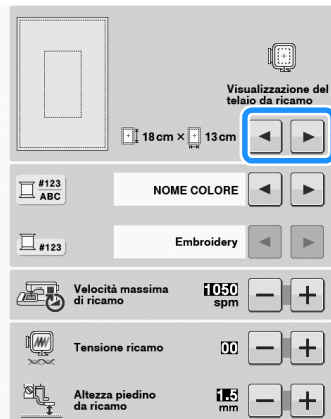 Visualizzazione del
telaio da ricamo
18 cm × 13 cm
#123
ABC
NOME COLORE
#123
Embroidery
Velocità massima
di ricamo
1050
spm
Tensione ricamo
00
Altezza piedino
da ricamo
1.5
mm